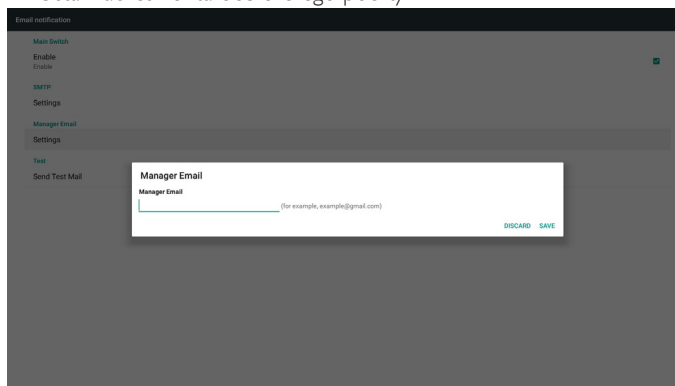 Email notification
Main Switch
Enable
Enable
SMTP
Settings
Manager Email
Settings
Test
Send Test Mail
Manager Email
Manager Email
(for example, example@gmail.com)
DISCARD SAVE